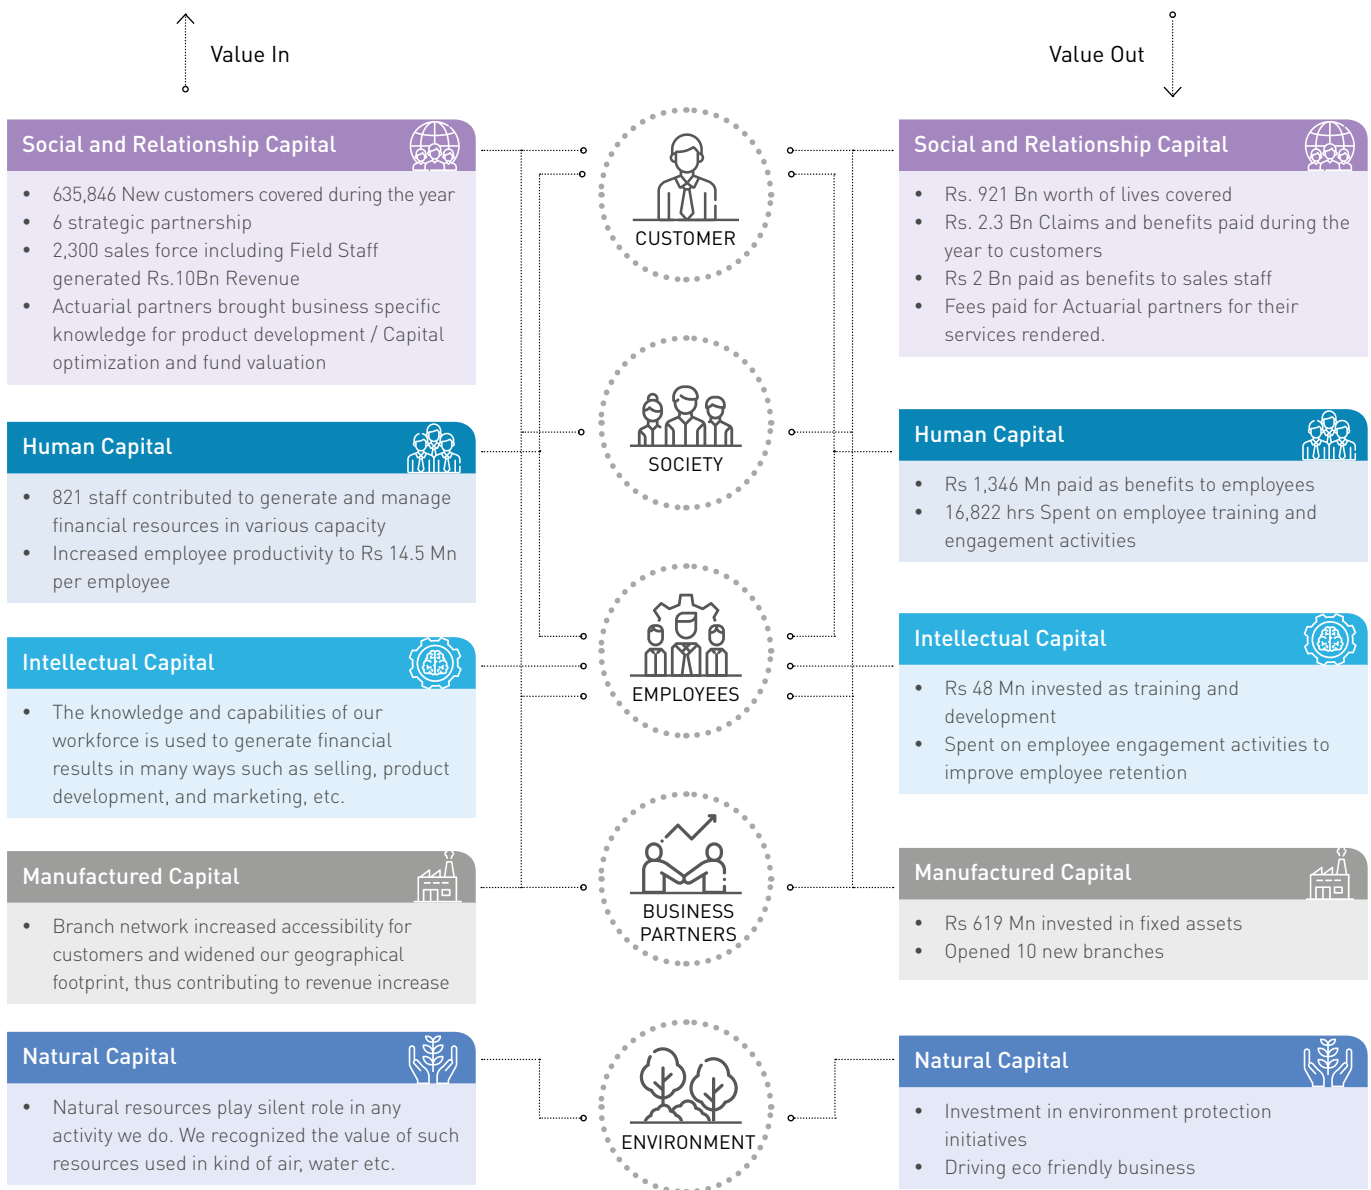 Value In
Social and Relationship Capital
• 635,846 New customers covered during the year
• 6 strategic partnership
• 2,300 sales force including Field Staff
generated Rs.10Bn Revenue
• Actuarial partners brought business specific
knowledge for product development / Capital
optimization and fund valuation
Human Capital
• 821 staff contributed to generate and manage
financial resources in various capacity
• Increased employee productivity to Rs 14.5 Mn
per employee
Intellectual Capital
• The knowledge and capabilities of our
workforce is used to generate financial
results in many ways such as selling, product
development, and marketing, etc.
Manufactured Capital
• Branch network increased accessibility for
customers and widened our geographical
footprint, thus contributing to revenue increase
Natural Capital
• Natural resources play silent role in any
activity we do. We recognized the value of such
resources used in kind of air, water etc.
CUSTOMER
SOCIETY
EMPLOYEES
BUSINESS
PARTNERS
ENVIRONMENT
Value Out
Social and Relationship Capital
• Rs. 921 Bn worth of lives covered
• Rs. 2.3 Bn Claims and benefits paid during the
year to customers
• Rs 2 Bn paid as benefits to sales staff
• Fees paid for Actuarial partners for their
services rendered.
Human Capital
• Rs 1,346 Mn paid as benefits to employees
• 16,822 hrs Spent on employee training and
engagement activities
Intellectual Capital
• Rs 48 Mn invested as training and
development
• Spent on employee engagement activities to
improve employee retention
Manufactured Capital
• Rs 619 Mn invested in fixed assets
• Opened 10 new branches
Natural Capital
• Investment in environment protection
initiatives
• Driving eco friendly business